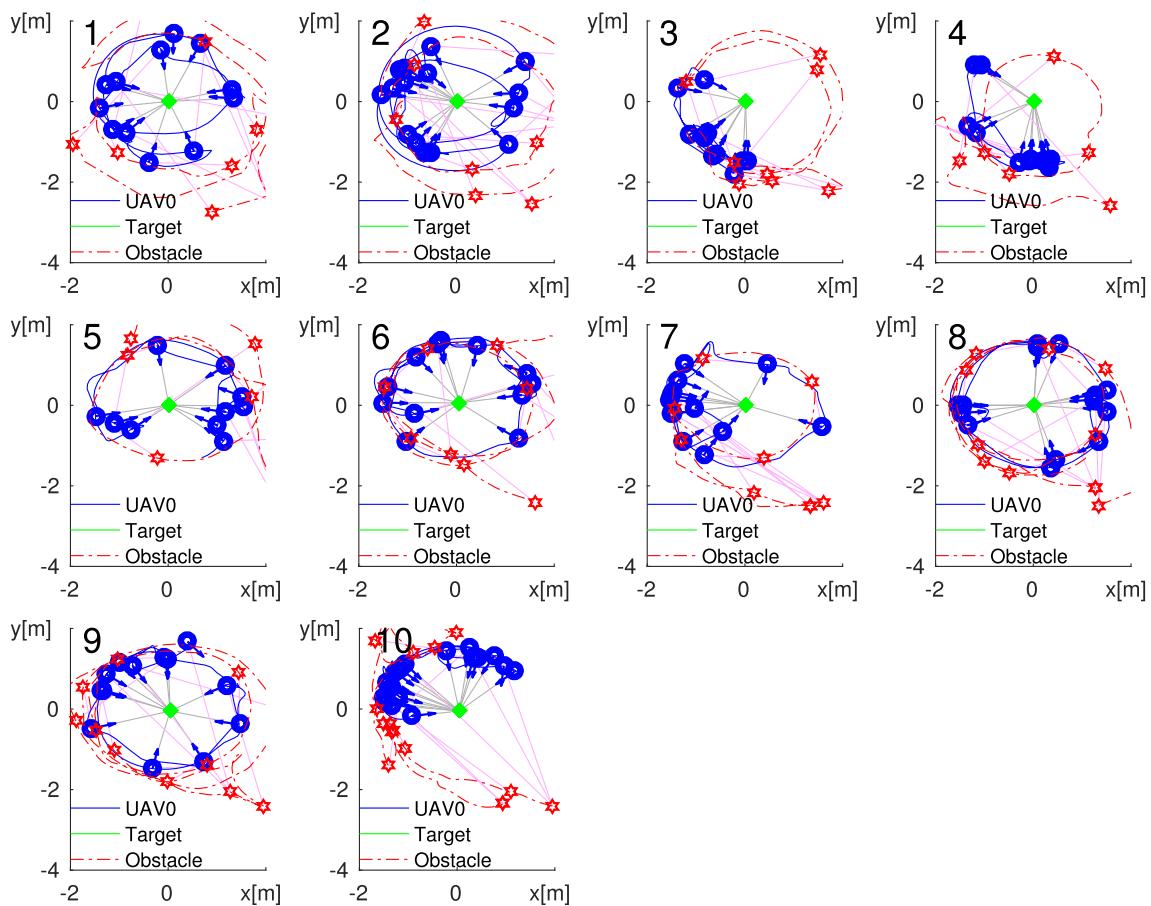 y[m] 1
0
-2
-4
UAV0
Target
Obstacle
-2 0 x[m]
y[m] 2
0
-2
-4
UAV0
Target
Obstacle
-2 0 x[m]
y[m] 3
0
-2
-4
UAV0
Target
Obstacle
-2 0 x[m]
y[m] 4
0
-2
-4
UAV0
Target
Obstacle
-2 0 x[m]
y[m] 5
0
-2
-4
UAV0
Target
Obstacle
-2 0 x[m]
y[m] 6
0
-2
-4
UAV0
Target
Obstacle
-2 0 x[m]
y[m] 7
0
-2
-4
UAV0
Target
Obstacle
-2 0 x[m]
y[m] 8
0
-2
-4
UAV0
Target
Obstacle
-2 0 x[m]
y[m] 9
0
-2
-4
UAV0
Target
Obstacle
-2 0 x[m]
y[m] 10
0
-2
-4
UAV0
Target
Obstacle
-2 0 x[m]